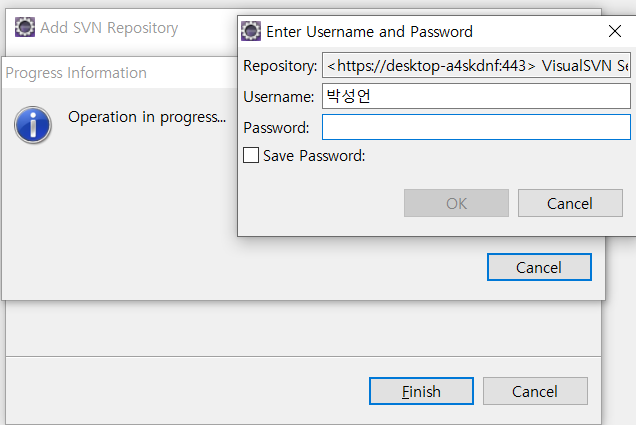 Add SVN Repository
Progress Information
Operation in progress...
Cancel
Finish
Cancel
Enter Username and Password
Repository: <https://desktop-a4skdnf:443> VisualSVN Se
Username: 박성언
Password:
Save Password:
OK
Cancel